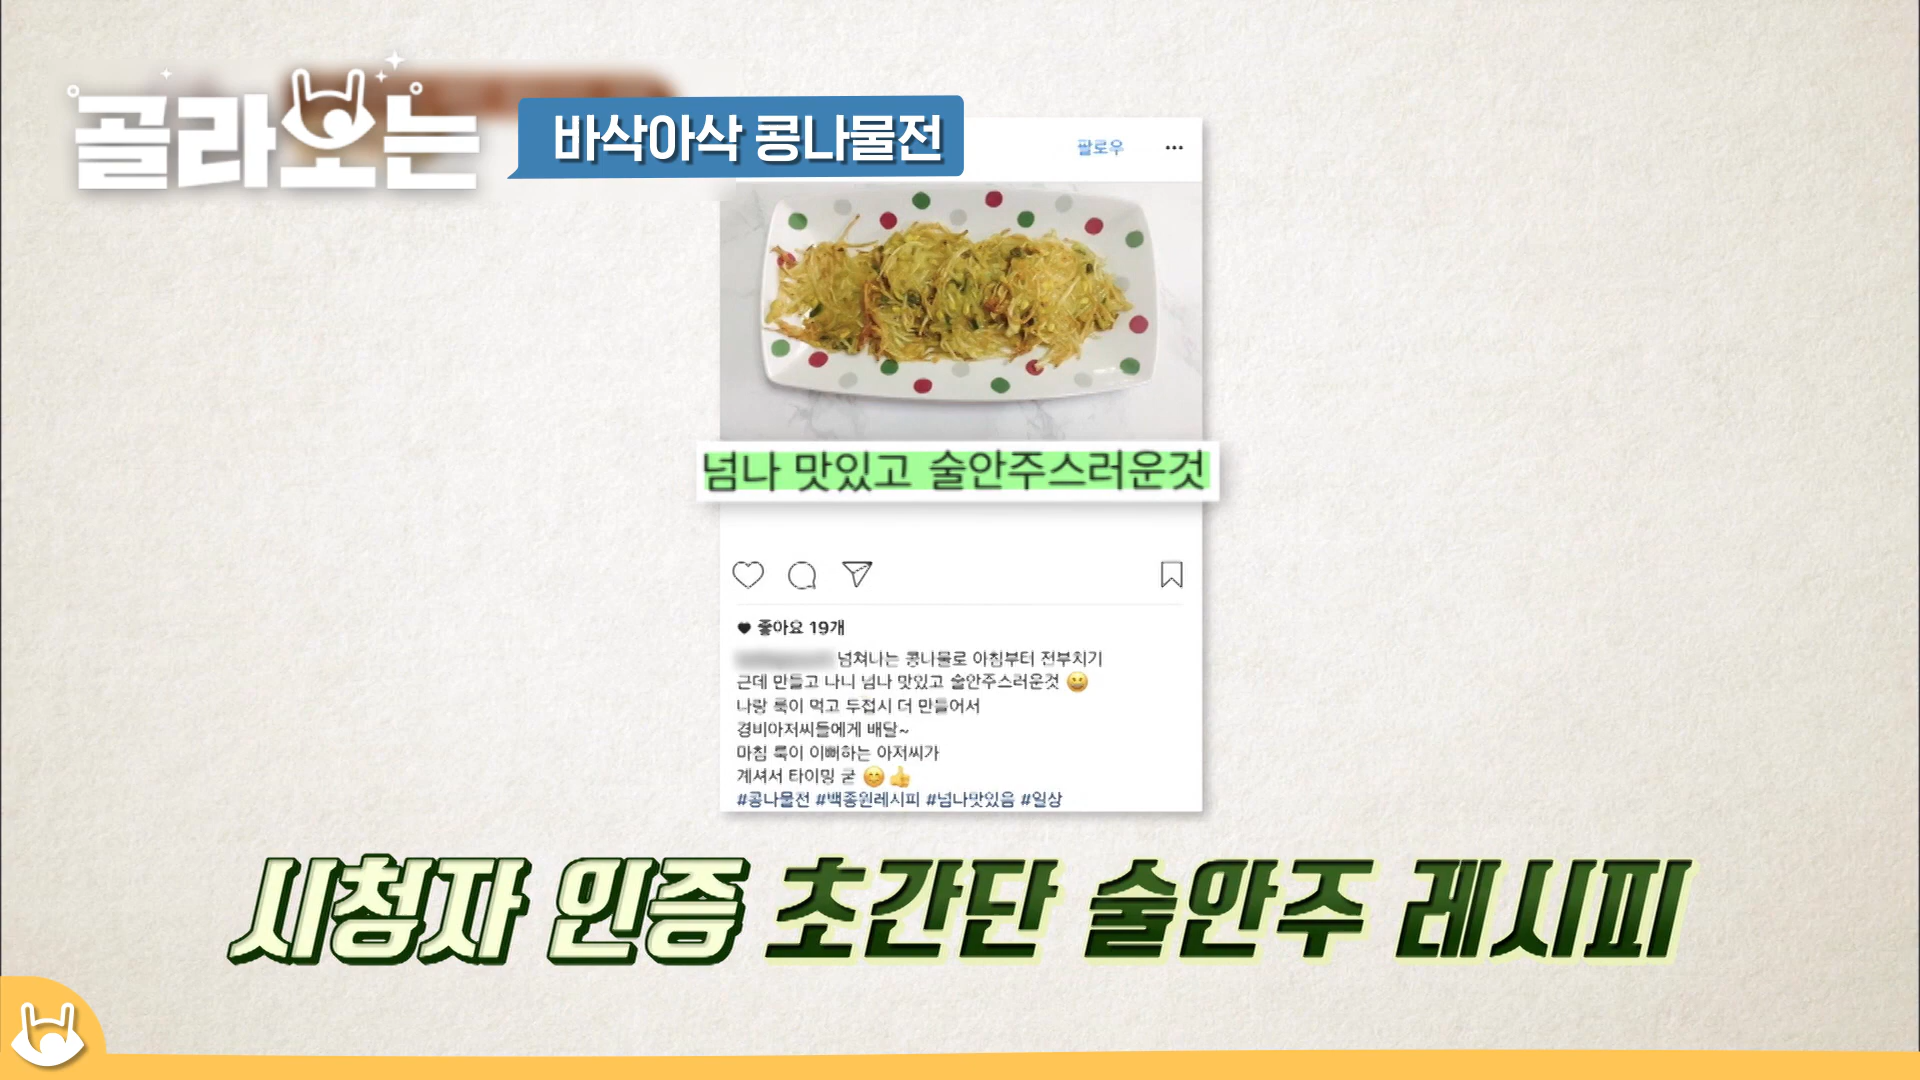 골라보는
바삭아삭 콩나물전
팔로우 ...
넘나 맛있고 술안주스러운것
좋아요 19개
넘쳐나는 콩나물로 아침부터 전부치기
근데 만들고 나니 넘나 맛있고 술안주스러운것 😀
나랑 룩이 먹고 두접시 더 만들어서
경비아저씨들에게 배달~
마침 룩이 이뻐하는 아저씨가
계셔서 타이밍 굳 😊👍
#콩나물전 #백종원레시피 #넘나맛있음 #일상
시청자 인증 초간단 술안주 레시피